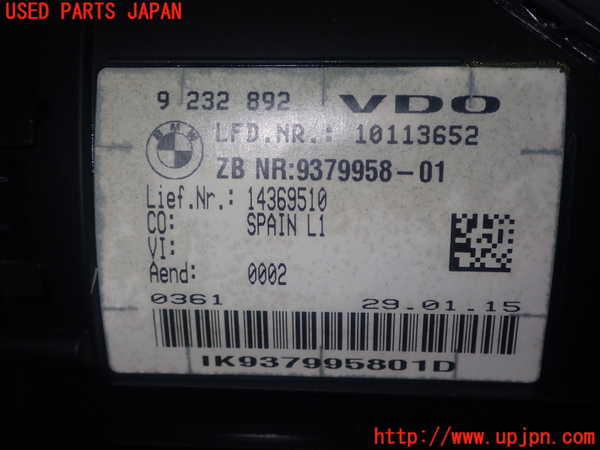 USED PARTS JAPAN
9 232 892 VDO
BMW
LFD.NR.: 10113652
ZB NR:9379958-01
Lief.Nr.: 14369510
CO: SPAIN L1
VI:
Aend: 0002
0361 29.01.15
IK937995801D
http://www.upjpn.com/